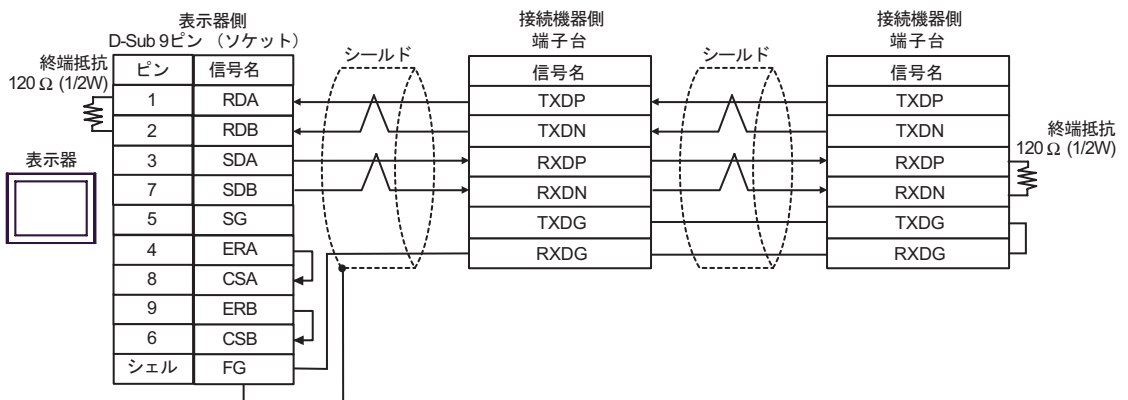 表示器側
D-Sub 9ピン （ソケット）
終端抵抗
120 Ω (1/2W)
ピン 信号名
1 RDA
2 RDB
3 SDA
7 SDB
5 SG
4 ERA
8 CSA
9 ERB
6 CSB
シェル FG
表示器
シールド
接続機器側
端子台
信号名
TXDP
TXDN
RXDP
RXDN
TXDG
RXDG
シールド
接続機器側
端子台
信号名
TXDP
TXDN
RXDP
RXDN
TXDG
RXDG
終端抵抗
120 Ω (1/2W)